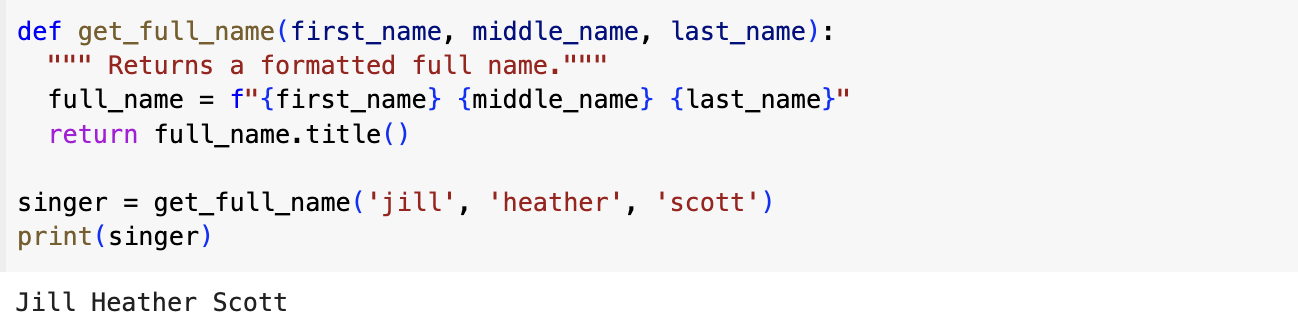 def get_full_name(first_name, middle_name, last_name):
  """ Returns a formatted full name."""
  full_name = f"{first_name} {middle_name} {last_name}"
  return full_name.title()

singer = get_full_name('jill', 'heather', 'scott')
print(singer)
Jill Heather Scott